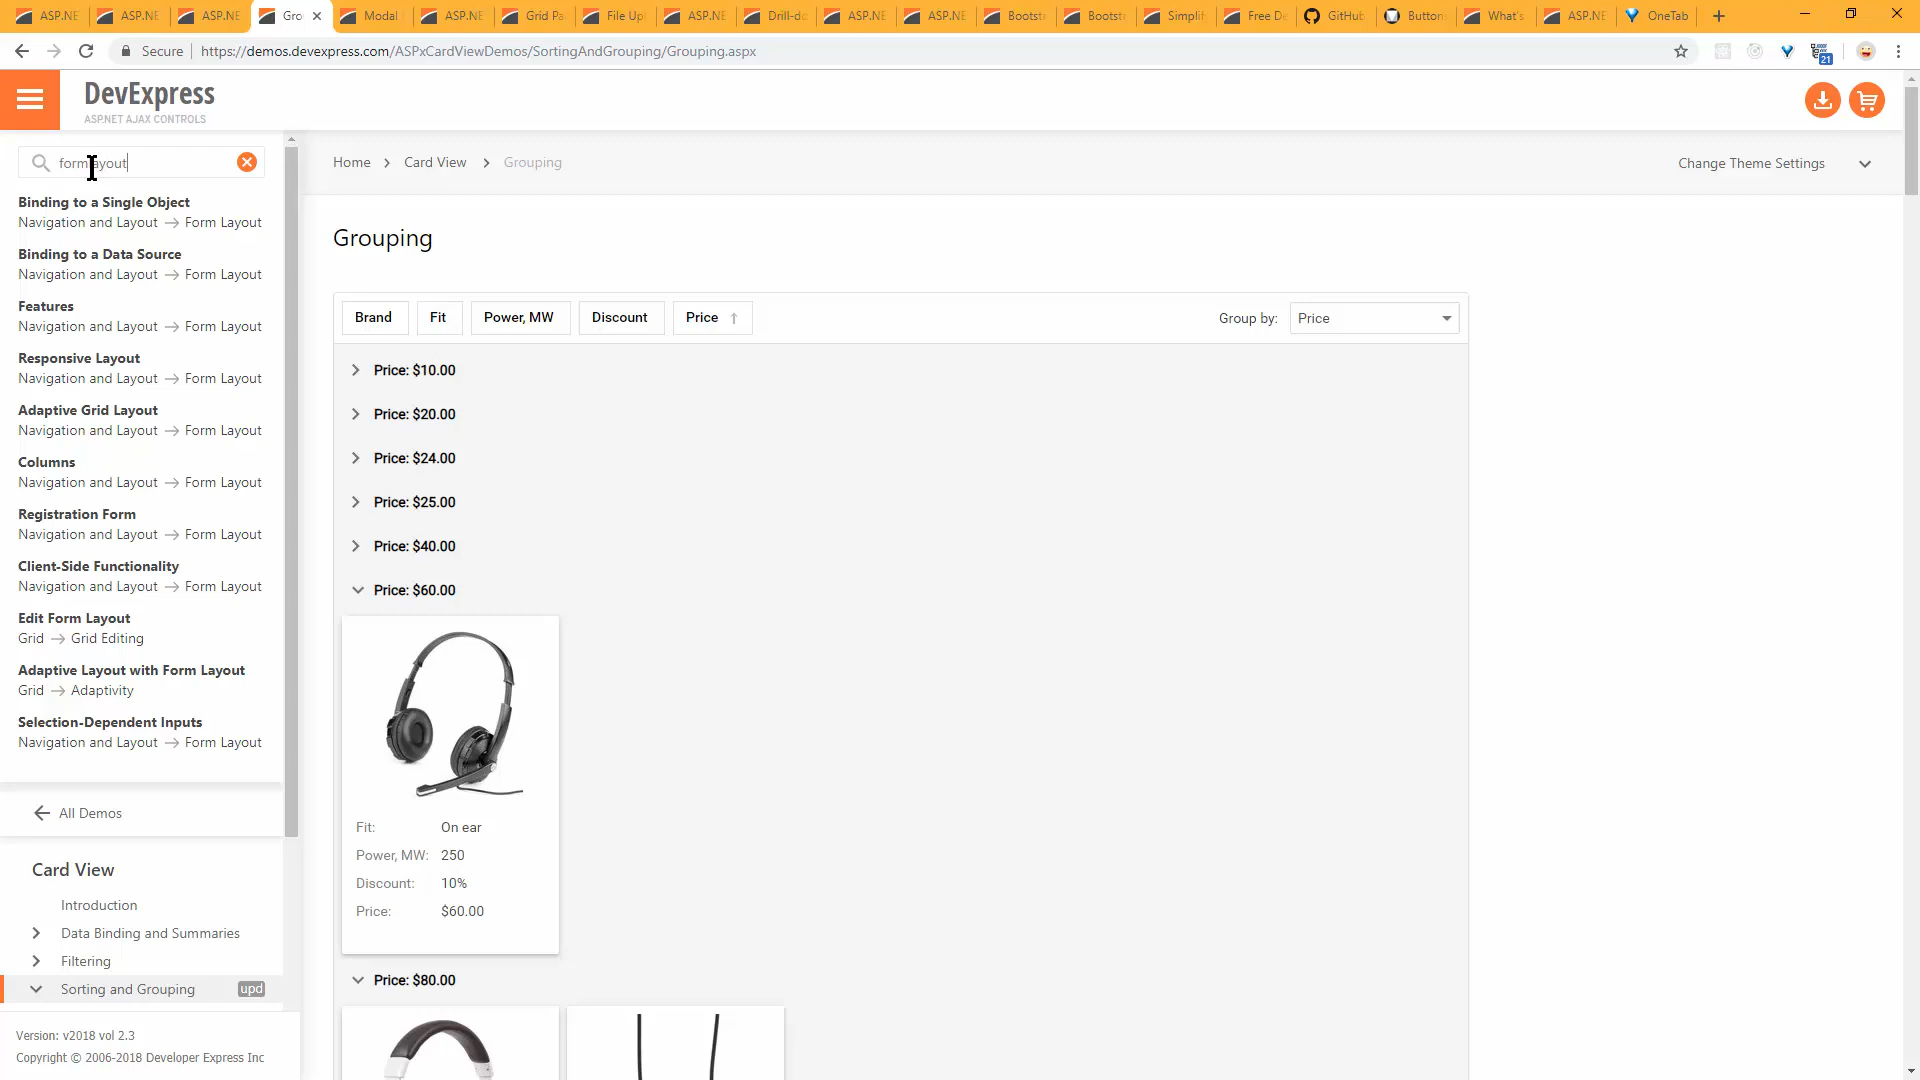 ASP.NE
ASP.NE
ASP.NE
Gro
Modal
ASP.NE
Grid Pa
File Up
ASP.NE
Drill-do
ASP.NE
ASP.NE
Bootst
Bootst
Simplif
Free De
GitHub
Button
What's
ASP.NE
OneTab
Secure
https://demos.devexpress.com/ASPxCardViewDemos/SortingAndGrouping/Grouping.aspx
21
DevExpress
ASP.NET AJAX CONTROLS
form layout
Home > Card View > Grouping
Change Theme Settings
Binding to a Single Object
Navigation and Layout → Form Layout
Binding to a Data Source
Navigation and Layout → Form Layout
Features
Navigation and Layout → Form Layout
Responsive Layout
Navigation and Layout → Form Layout
Adaptive Grid Layout
Navigation and Layout → Form Layout
Columns
Navigation and Layout → Form Layout
Registration Form
Navigation and Layout → Form Layout
Client-Side Functionality
Navigation and Layout → Form Layout
Edit Form Layout
Grid → Grid Editing
Adaptive Layout with Form Layout
Grid → Adaptivity
Selection-Dependent Inputs
Navigation and Layout → Form Layout
All Demos
Card View
Introduction
Data Binding and Summaries
Filtering
Sorting and Grouping upd
Version: v2018 vol 2.3
Copyright © 2006-2018 Developer Express Inc
Grouping
Brand
Fit
Power, MW
Discount
Price ↑
Group by: Price
Price: $10.00
Price: $20.00
Price: $24.00
Price: $25.00
Price: $40.00
Price: $60.00
Fit: On ear
Power, MW: 250
Discount: 10%
Price: $60.00
Price: $80.00